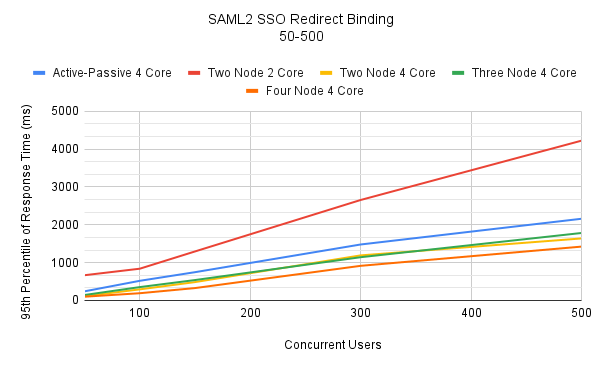 SAML2 SSO Redirect Binding
50-500
Active-Passive 4 Core Two Node 2 Core Two Node 4 Core Three Node 4 Core
Four Node 4 Core
95th Percentile of Response Time (ms)
5000
4000
3000
2000
1000
0
100 200 300 400 500
Concurrent Users